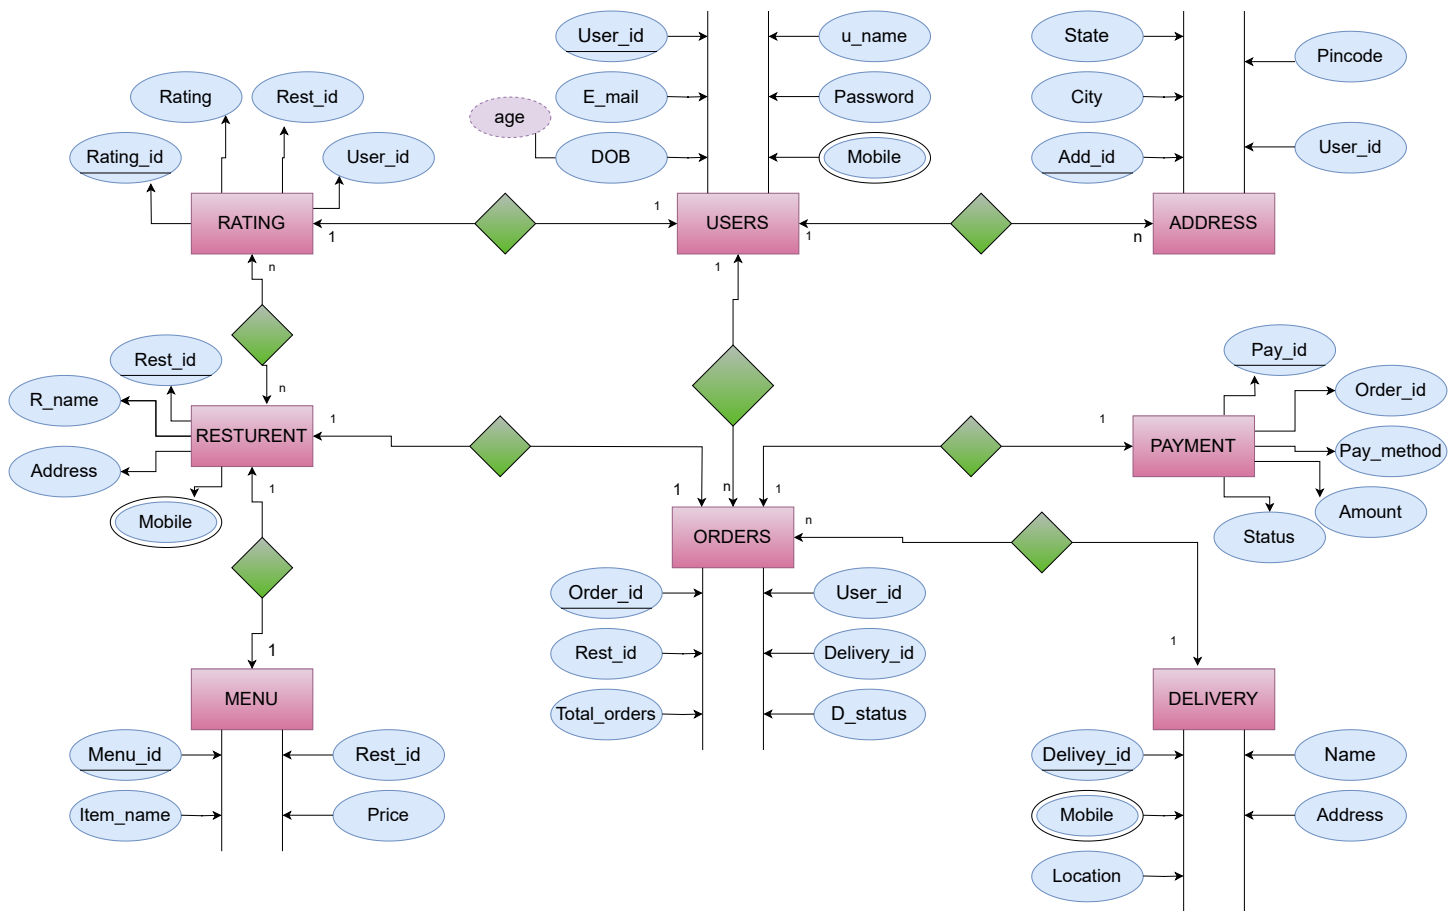 User_id
u_name
State
Pincode
Rating
Rest_id
E_mail
Password
City
age
Rating_id
User_id
DOB
Mobile
Add_id
User_id
RATING
1
1
USERS
1
n
ADDRESS
n
1
Rest_id
n
Pay_id
R_name
Order_id
RESTURENT
1
1
PAYMENT
Pay_method
Address
1
1
n
1
Mobile
n
Amount
Status
ORDERS
Order_id
User_id
1
Rest_id
Delivery_id
1
MENU
Total_orders
D_status
DELIVERY
Menu_id
Rest_id
Delivey_id
Name
Item_name
Price
Mobile
Address
Location